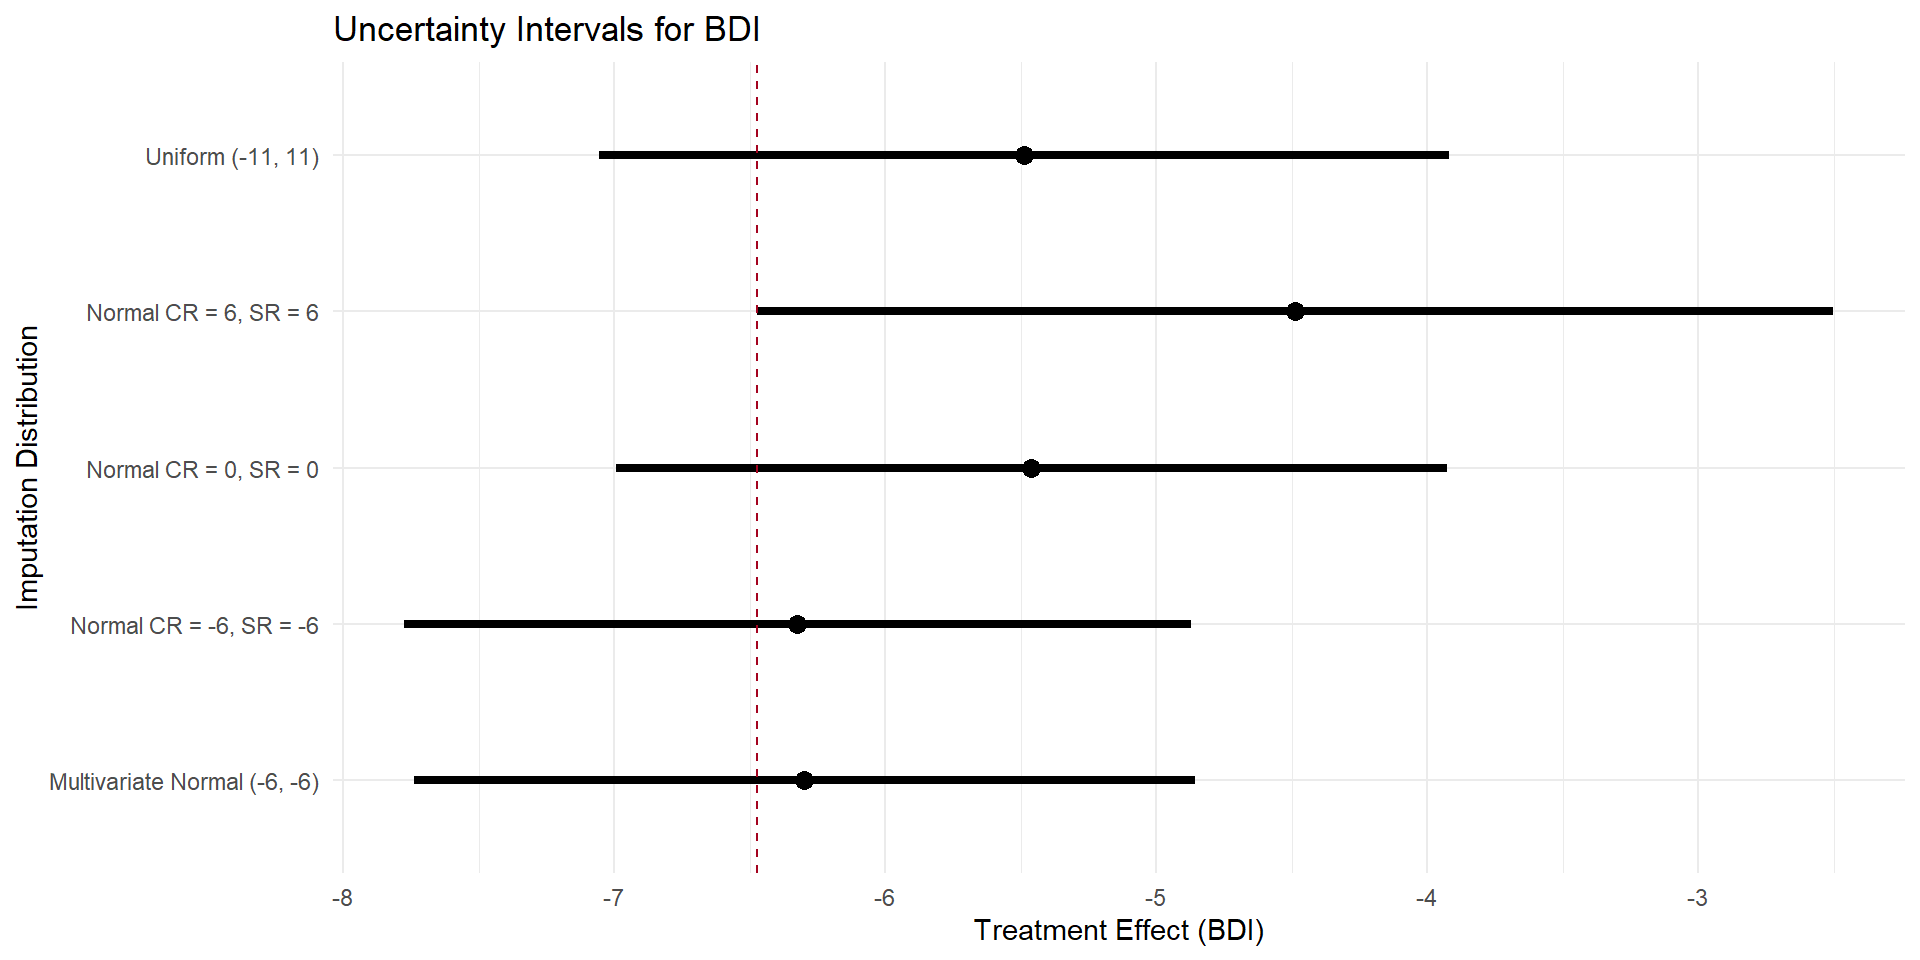 Uncertainty Intervals for BDI
Imputation Distribution
Uniform (-11, 11)
Normal CR = 6, SR = 6
Normal CR = 0, SR = 0
Normal CR = -6, SR = -6
Multivariate Normal (-6, -6)
-8 -7 -6 -5 -4 -3
Treatment Effect (BDI)